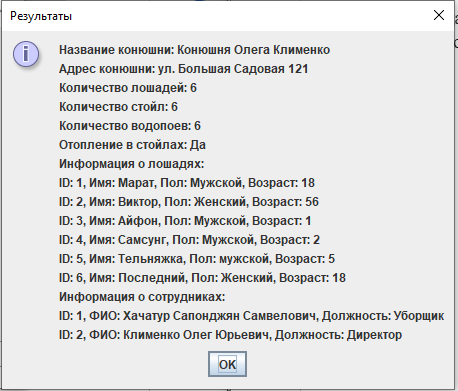 Результаты
Название конюшни: Конюшня Олега Клименко
Адрес конюшни: ул. Большая Садовая 121
Количество лошадей: 6
Количество стойл: 6
Количество водопоев: 6
Отопление в стойлах: Да
Информация о лошадях:
ID: 1, Имя: Марат, Пол: Мужской, Возраст: 18
ID: 2, Имя: Виктор, Пол: Женский, Возраст: 56
ID: 3, Имя: Айфон, Пол: Мужской, Возраст: 1
ID: 4, Имя: Самсунг, Пол: Мужской, Возраст: 2
ID: 5, Имя: Тельняжка, Пол: мужской, Возраст: 5
ID: 6, Имя: Последний, Пол: Женский, Возраст: 18
Информация о сотрудниках:
ID: 1, ФИО: Хачатур Сапонджян Самвелович, Должность: Уборщик
ID: 2, ФИО: Клименко Олег Юрьевич, Должность: Директор
OK